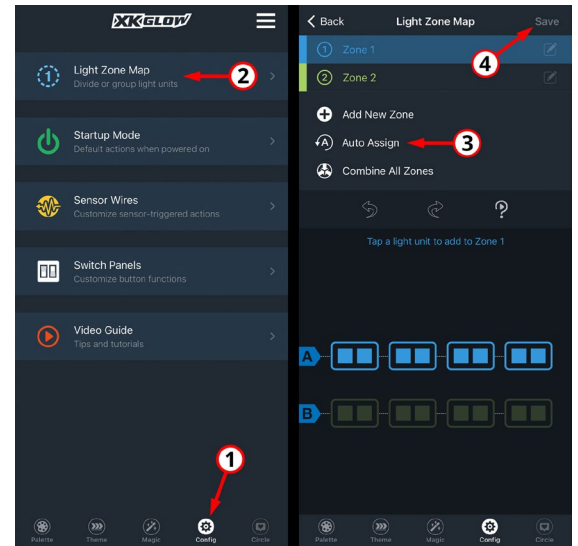 XKGLOW
Light Zone Map
Divide or group light units
2
Startup Mode
Default actions when powered on
Sensor Wires
Customize sensor-triggered actions
Switch Panels
Customize button functions
Video Guide
Tips and tutorials
1
Palette Theme Magic Config Circle
Back Light Zone Map Save
1 Zone 1
4
2 Zone 2
Add New Zone
A Auto Assign 3
Combine All Zones
?
Tap a light unit to add to Zone 1
A
B
Palette Theme Magic Config Circle